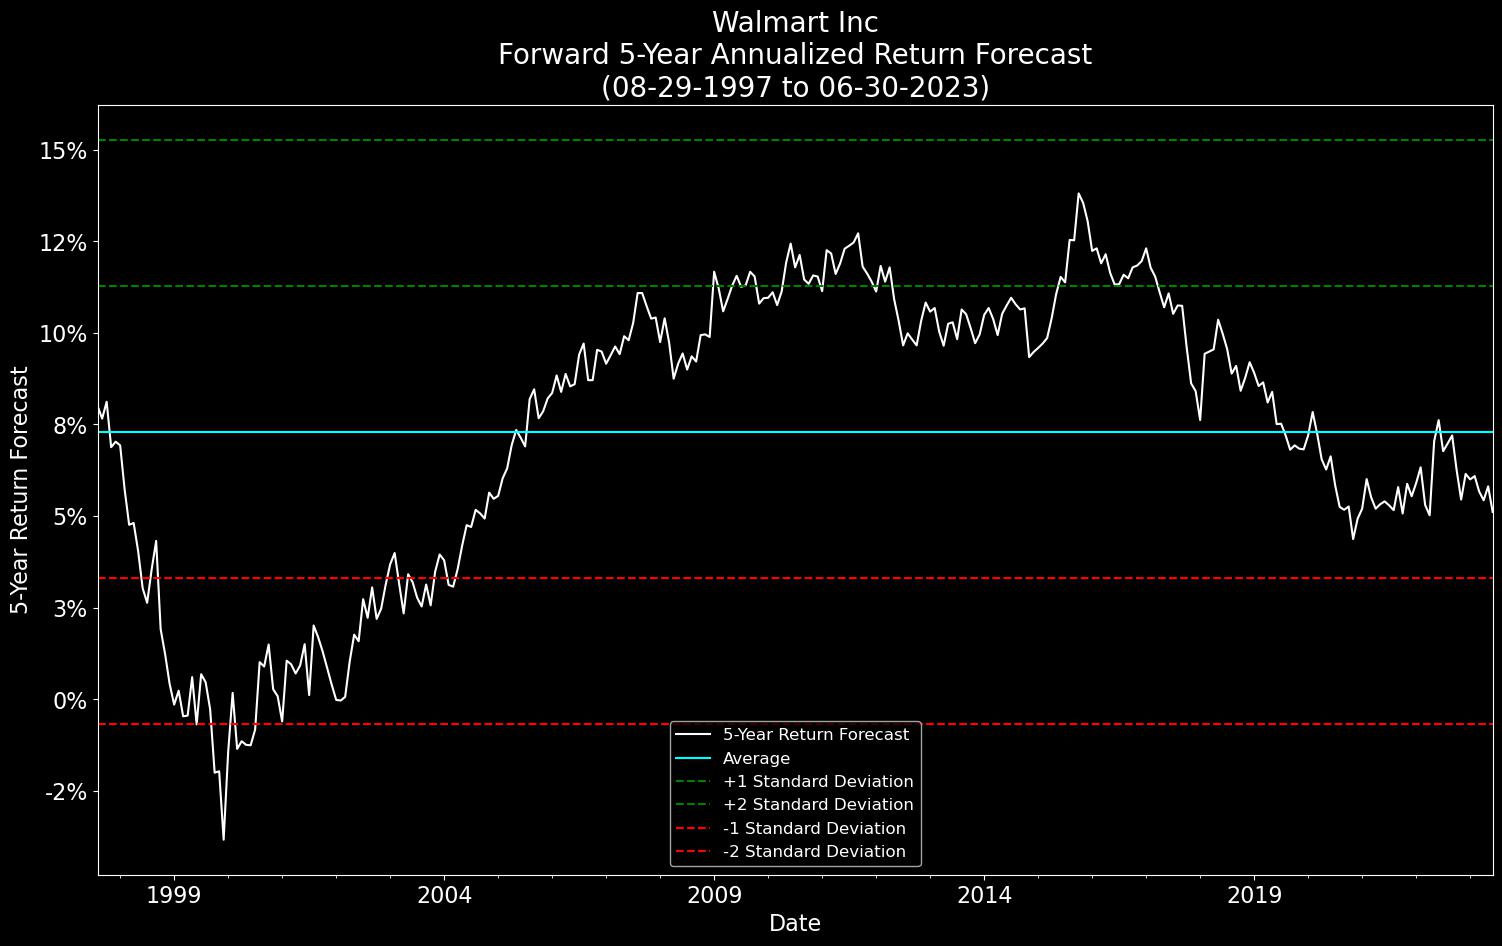 Walmart Inc
Forward 5-Year Annualized Return Forecast
(08-29-1997 to 06-30-2023)
15%
12%
10%
8%
5%
3%
0%
-2%
5-Year Return Forecast
1999
2004
2009
2014
2019
Date
5-Year Return Forecast
Average
+1 Standard Deviation
+2 Standard Deviation
-1 Standard Deviation
-2 Standard Deviation